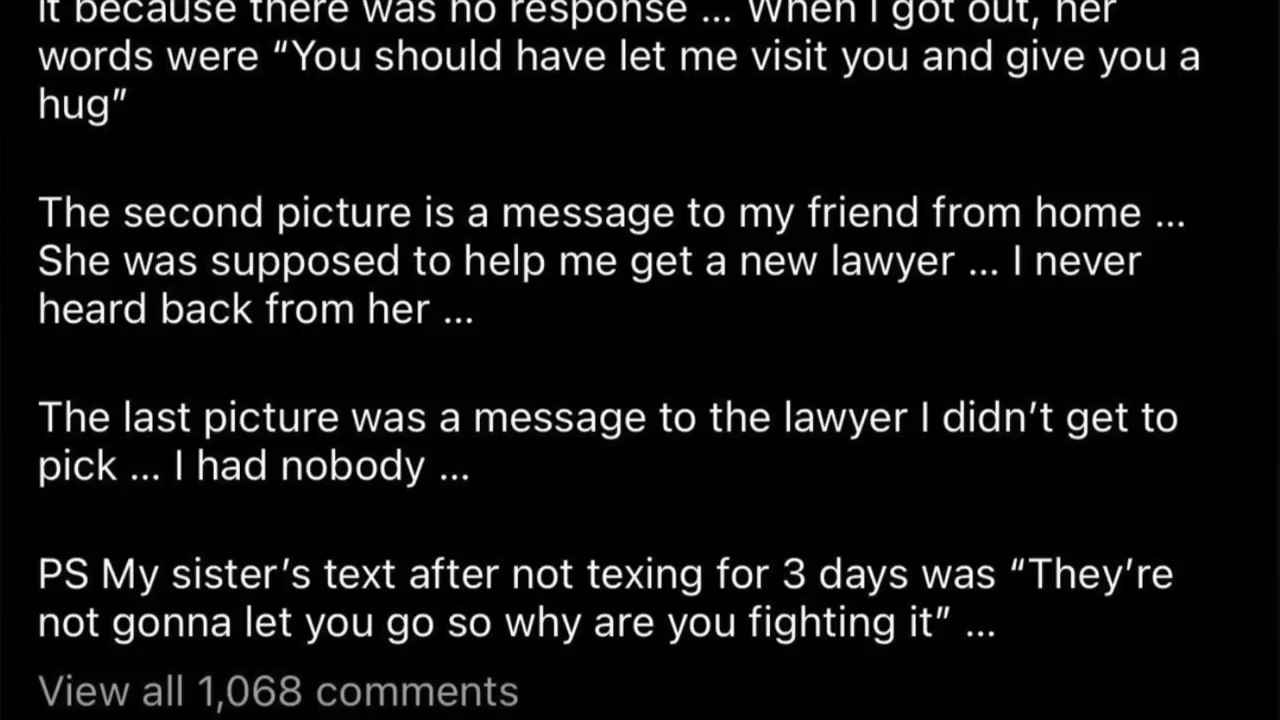 it because there was no response ... When I got out, her
words were “You should have let me visit you and give you a
hug”
The second picture is a message to my friend from home ...
She was supposed to help me get a new lawyer ... I never
heard back from her ...
The last picture was a message to the lawyer I didn’t get to
pick ... I had nobody ...
PS My sister’s text after not texing for 3 days was “They’re
not gonna let you go so why are you fighting it” ...
View all 1,068 comments